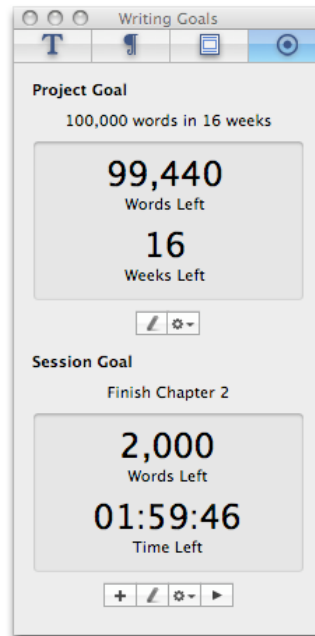 Writing Goals
T ¶
Project Goal
100,000 words in 16 weeks
99,440
Words Left
16
Weeks Left
Session Goal
Finish Chapter 2
2,000
Words Left
01:59:46
Time Left